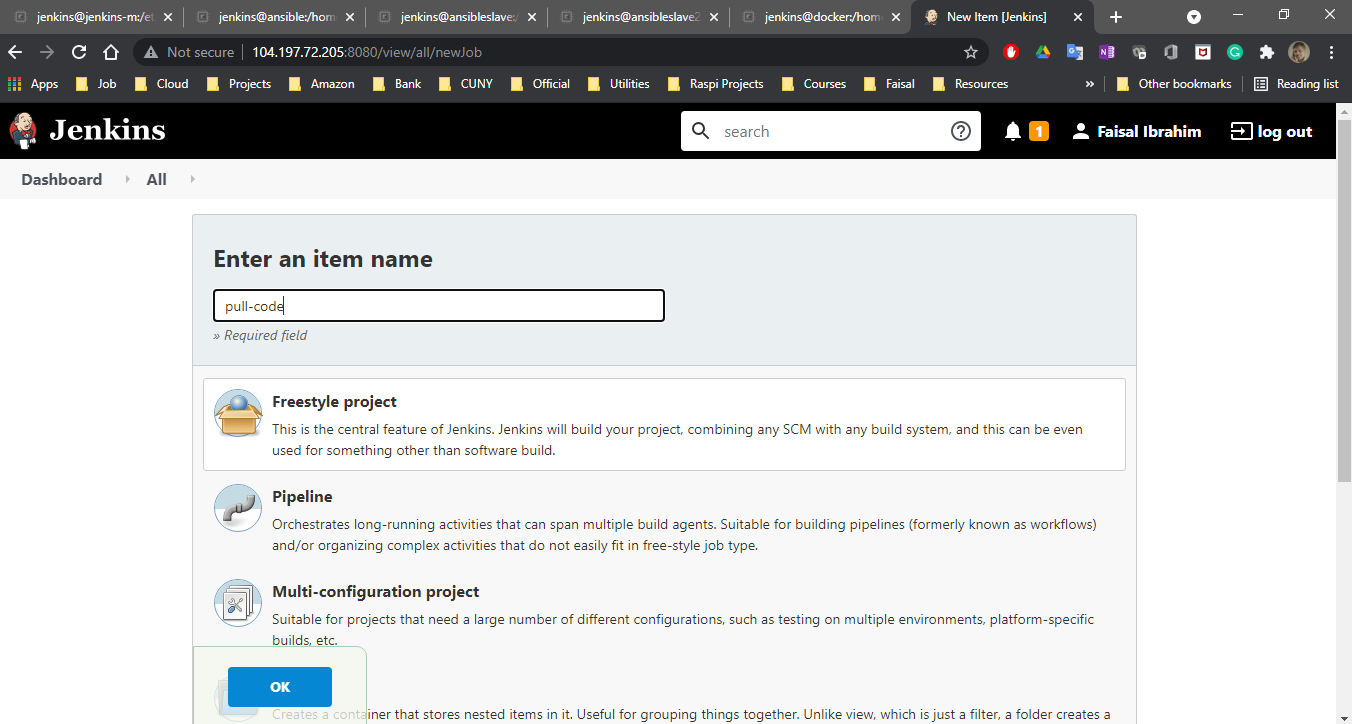 jenkins@jenkins-m:/et
jenkins@ansible:/hom
jenkins@ansibleslave:/
jenkins@ansibleslave2
jenkins@docker:/hom
New Item [Jenkins]
Not secure 104.197.72.205:8080/view/all/newJob
Apps Job Cloud Projects Amazon Bank CUNY Official Utilities Raspi Projects Courses Faisal Resources » Other bookmarks Reading list
Jenkins search 1 Faisal Ibrahim log out
Dashboard All
Enter an item name
pull-code
» Required field
Freestyle project
This is the central feature of Jenkins. Jenkins will build your project, combining any SCM with any build system, and this can be even
used for something other than software build.
Pipeline
Orchestrates long-running activities that can span multiple build agents. Suitable for building pipelines (formerly known as workflows)
and/or organizing complex activities that do not easily fit in free-style job type.
Multi-configuration project
Suitable for projects that need a large number of different configurations, such as testing on multiple environments, platform-specific
builds, etc.
OK
Creates a container that stores nested items in it. Useful for grouping things together. Unlike view, which is just a filter, a folder creates a